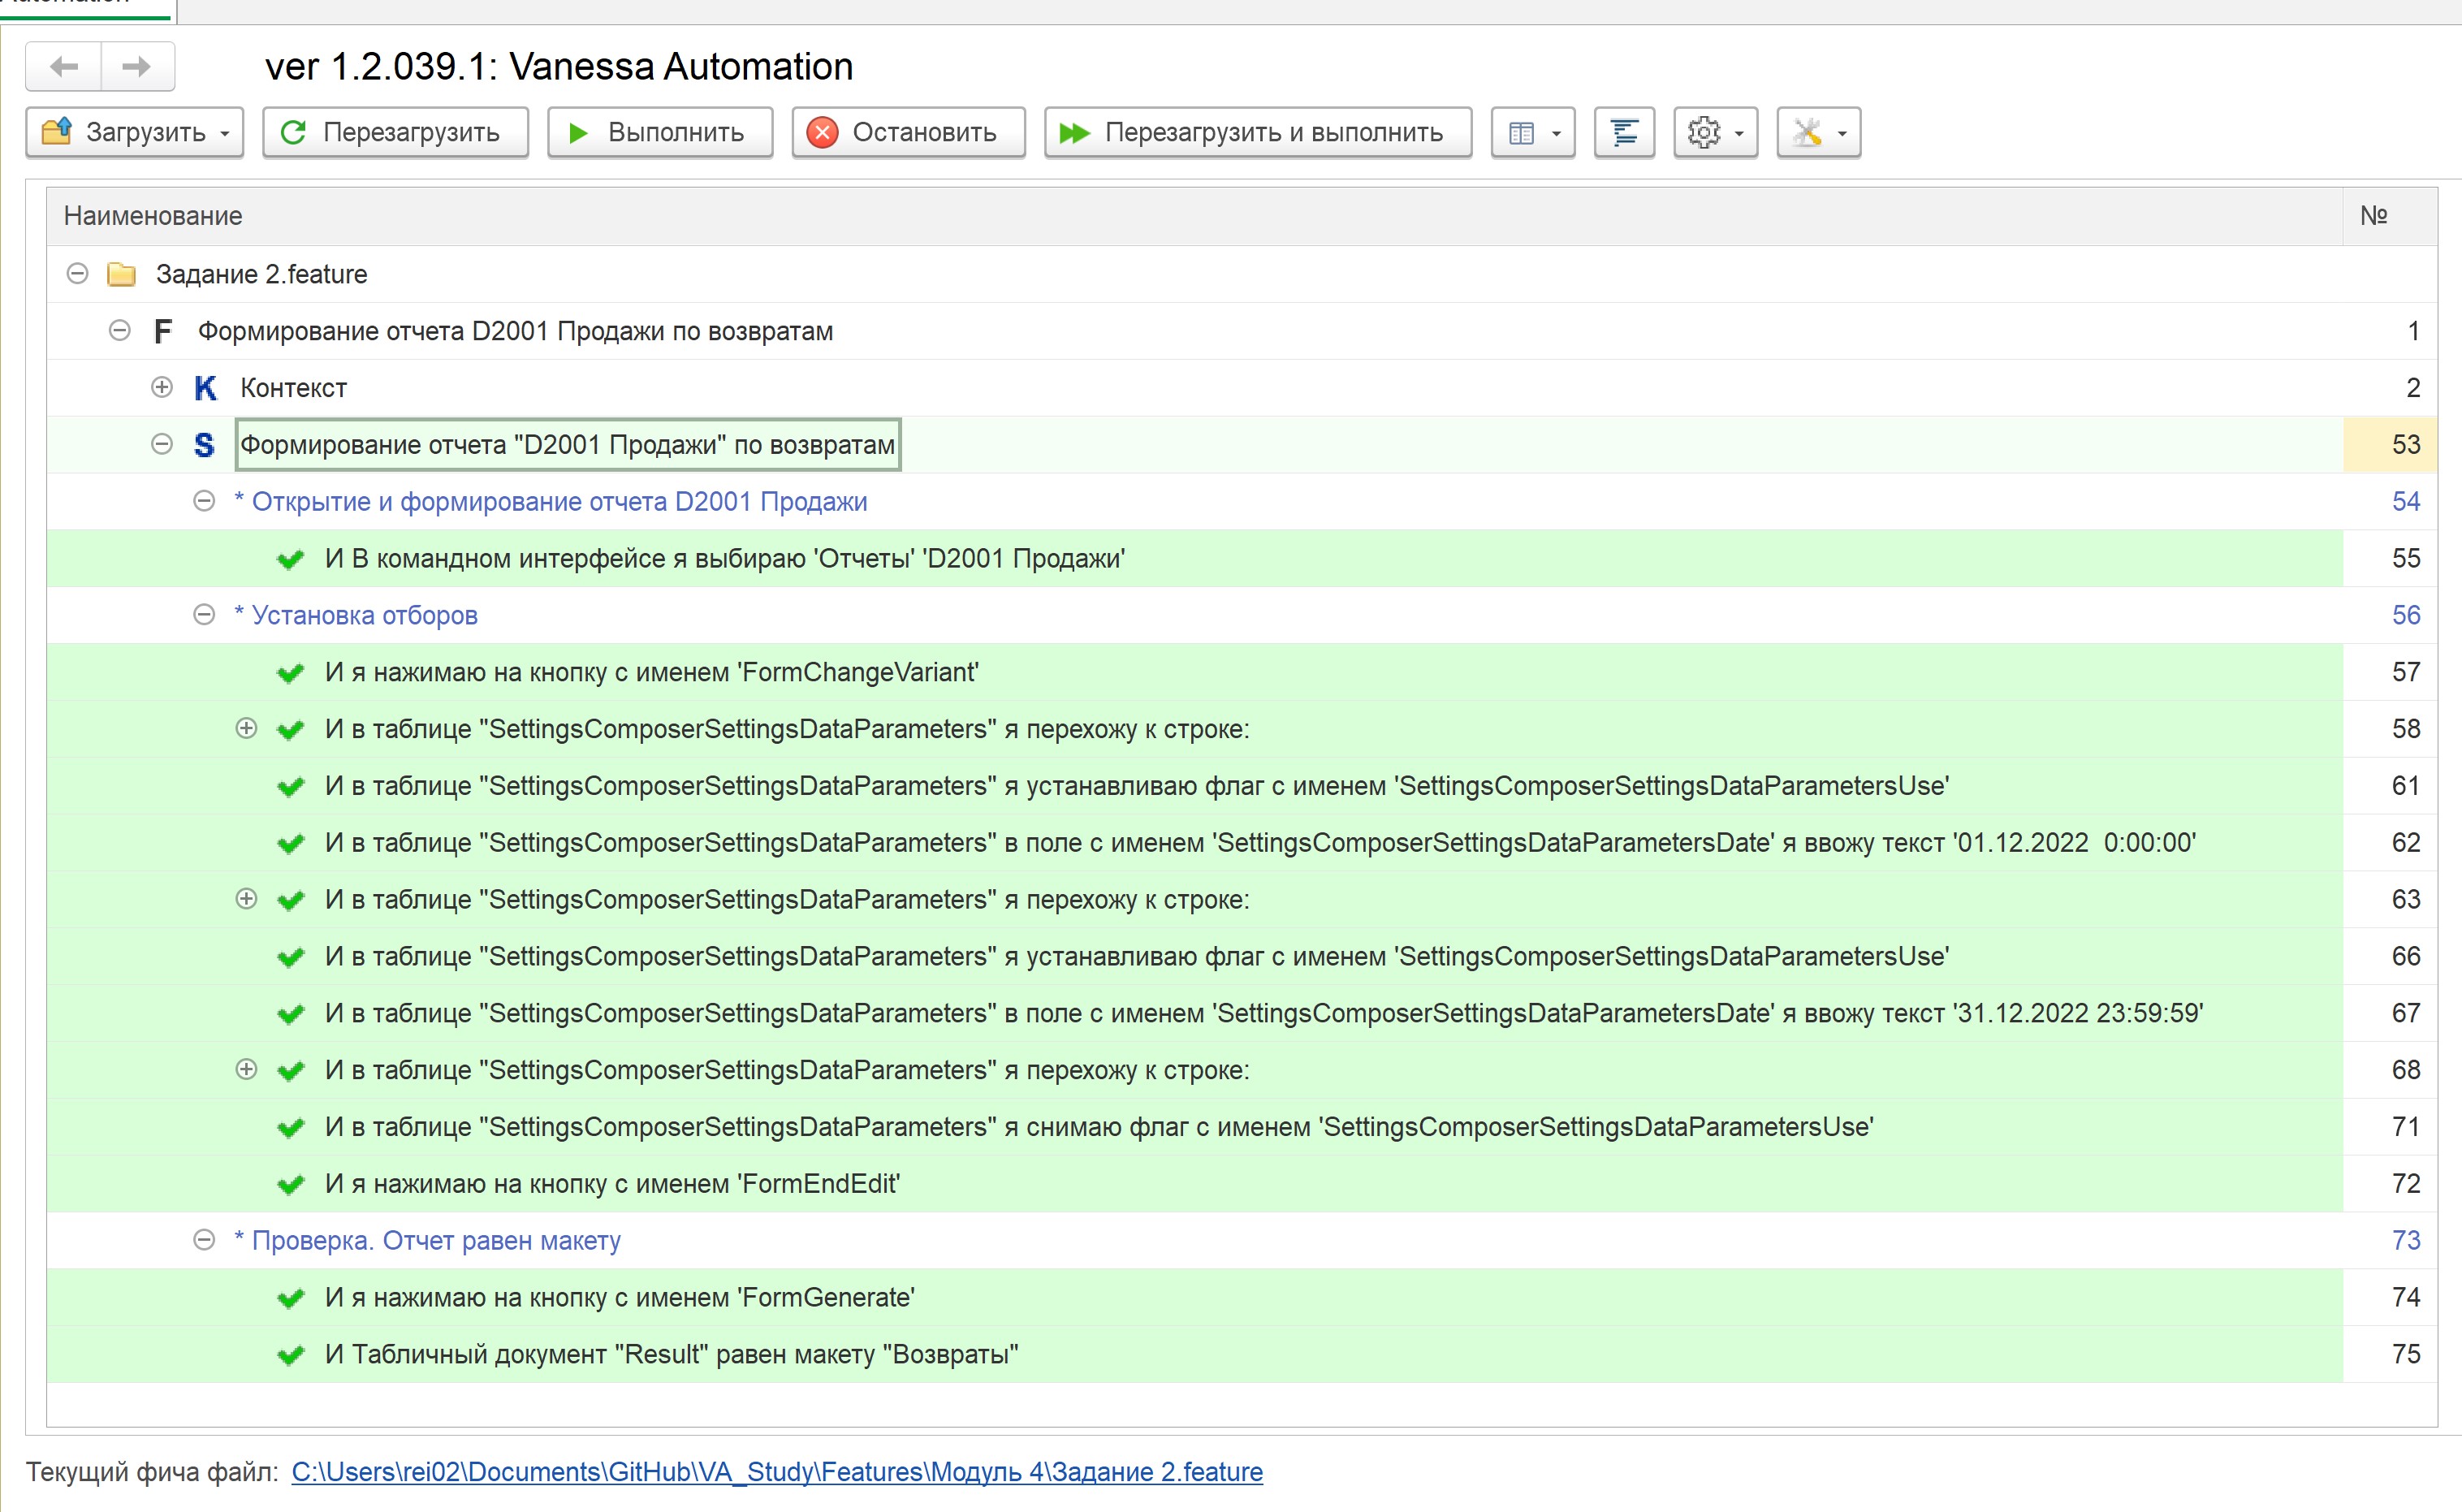 ver 1.2.039.1: Vanessa Automation
Загрузить Перезагрузить Выполнить Остановить Перезагрузить и выполнить
Наименование №
Задание 2.feature
F Формирование отчета D2001 Продажи по возвратам 1
K Контекст 2
S Формирование отчета "D2001 Продажи" по возвратам 53
* Открытие и формирование отчета D2001 Продажи 54
И В командном интерфейсе я выбираю 'Отчеты' 'D2001 Продажи' 55
* Установка отборов 56
И я нажимаю на кнопку с именем 'FormChangeVariant' 57
И в таблице "SettingsComposerSettingsDataParameters" я перехожу к строке: 58
И в таблице "SettingsComposerSettingsDataParameters" я устанавливаю флаг с именем 'SettingsComposerSettingsDataParametersUse' 61
И в таблице "SettingsComposerSettingsDataParameters" в поле с именем 'SettingsComposerSettingsDataParametersDate' я ввожу текст '01.12.2022  0:00:00' 62
И в таблице "SettingsComposerSettingsDataParameters" я перехожу к строке: 63
И в таблице "SettingsComposerSettingsDataParameters" я устанавливаю флаг с именем 'SettingsComposerSettingsDataParametersUse' 66
И в таблице "SettingsComposerSettingsDataParameters" в поле с именем 'SettingsComposerSettingsDataParametersDate' я ввожу текст '31.12.2022 23:59:59' 67
И в таблице "SettingsComposerSettingsDataParameters" я перехожу к строке: 68
И в таблице "SettingsComposerSettingsDataParameters" я снимаю флаг с именем 'SettingsComposerSettingsDataParametersUse' 71
И я нажимаю на кнопку с именем 'FormEndEdit' 72
* Проверка. Отчет равен макету 73
И я нажимаю на кнопку с именем 'FormGenerate' 74
И Табличный документ "Result" равен макету "Возвраты" 75
Текущий фича файл: C:\Users\rei02\Documents\GitHub\VA_Study\Features\Модуль 4\Задание 2.feature